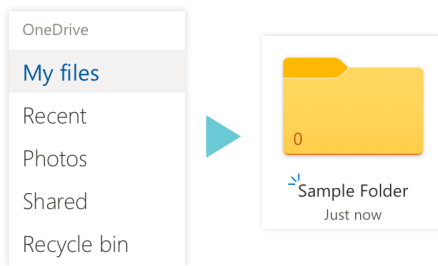 OneDrive
My files
Recent
Photos
Shared
Recycle bin
0
Sample Folder
Just now